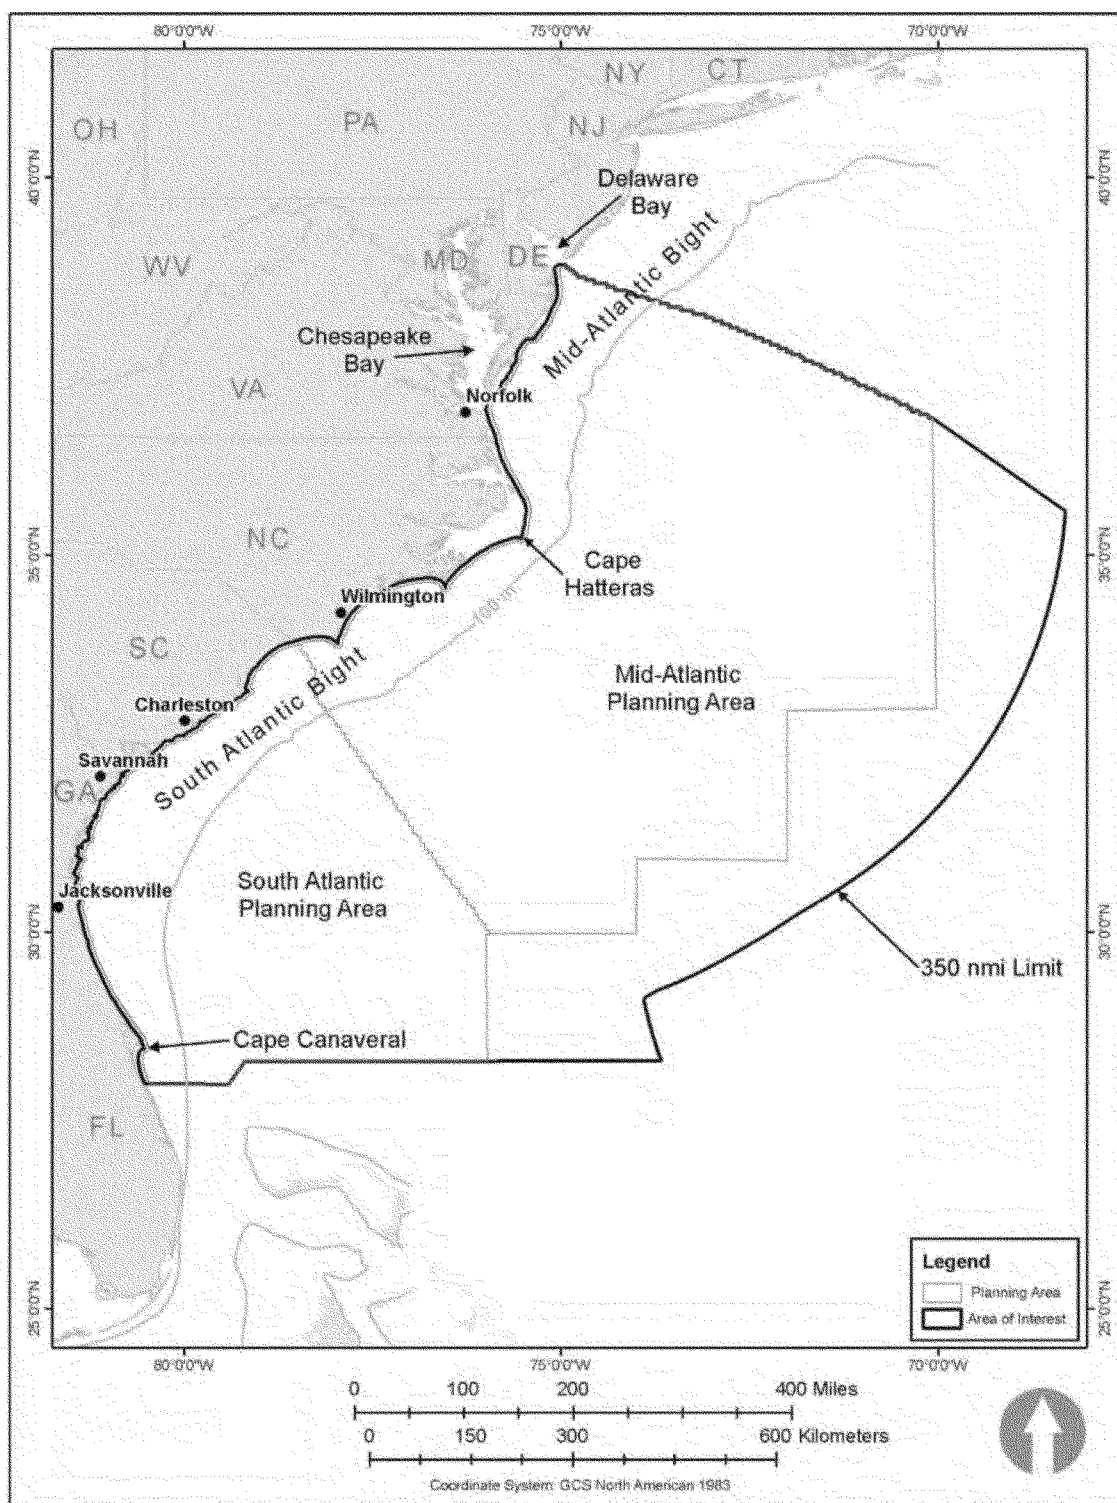 80°0'0"W
75°0'0"W
70°0'0"W
NY
CT
OH
PA
NJ
40°0'0"N
40°0'0"N
Delaware
Bay
WV
MD
DE
Mid-Atlantic Bight
Chesapeake
Bay
VA
Norfolk
NC
35°0'0"N
35°0'0"N
Cape
Hatteras
Wilmington
100 m
SC
Mid-Atlantic
Planning Area
Charleston
South Atlantic Bight
Savannah
GA
South Atlantic
Planning Area
Jacksonville
30°0'0"N
30°0'0"N
350 nmi Limit
Cape Canaveral
FL
Legend
Planning Area
Area of Interest
25°0'0"N
25°0'0"N
80°0'0"W
75°0'0"W
70°0'0"W
0 100 200 400 Miles
0 150 300 600 Kilometers
Coordinate System: GCS North American 1983